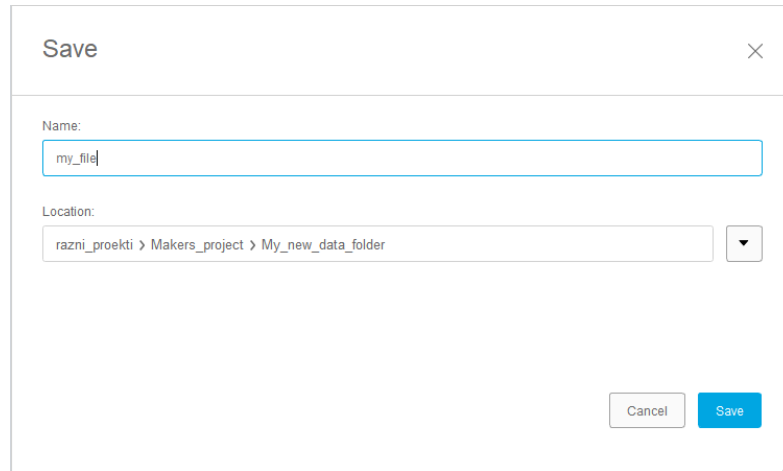 Save
Name:
my_file
Location:
razni_proekti > Makers_project > My_new_data_folder
Cancel Save